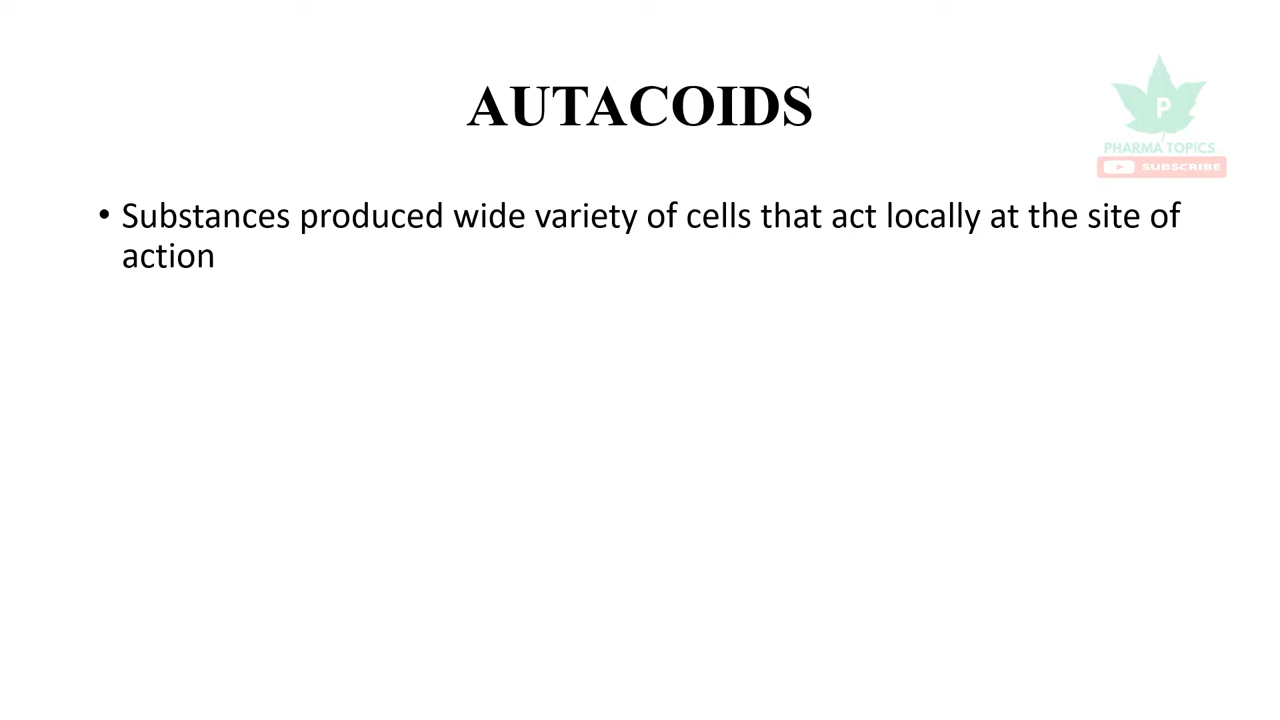 AUTACOIDS
P
PHARMA TOPICS
SUBSCRIBE
• Substances produced wide variety of cells that act locally at the site of
action